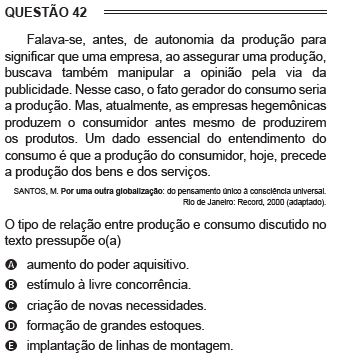 QUESTÃO 42
Falava-se, antes, de autonomia da produção para
significar que uma empresa, ao assegurar uma produção,
buscava também manipular a opinião pela via da
publicidade. Nesse caso, o fato gerador do consumo seria
a produção. Mas, atualmente, as empresas hegemônicas
produzem o consumidor antes mesmo de produzirem
os produtos. Um dado essencial do entendimento do
consumo é que a produção do consumidor, hoje, precede
a produção dos bens e dos serviços.
SANTOS, M. Por uma outra globalização: do pensamento único à consciência universal.
Rio de Janeiro: Record, 2000 (adaptado).
O tipo de relação entre produção e consumo discutido no
texto pressupõe o(a)
A aumento do poder aquisitivo.
B estímulo à livre concorrência.
C criação de novas necessidades.
D formação de grandes estoques.
E implantação de linhas de montagem.